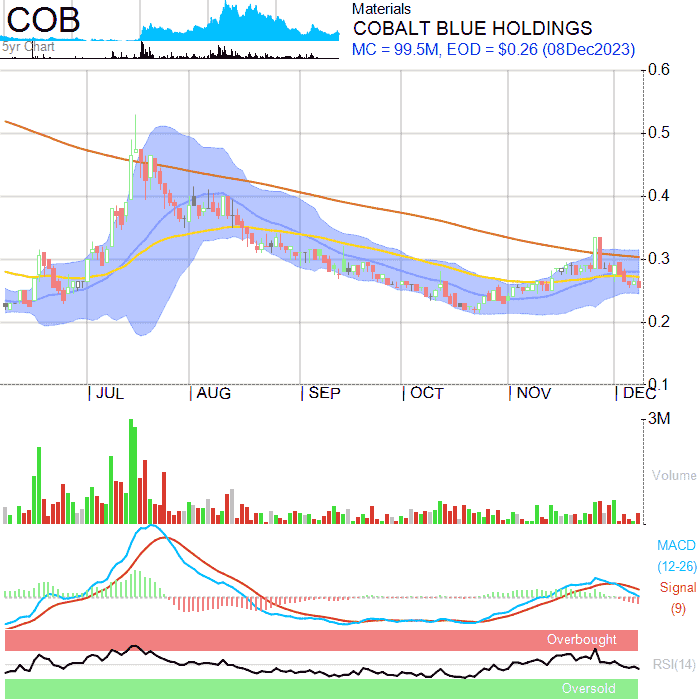 COB
5yr Chart
Materials
COBALT BLUE HOLDINGS
MC = 99.5M, EOD = $0.26 (08Dec2023)
0.6
0.5
0.4
0.3
0.2
0.1
JUL AUG SEP OCT NOV DEC
3M
Volume
MACD
(12-26)
Signal
(9)
Overbought
RSI(14)
Oversold